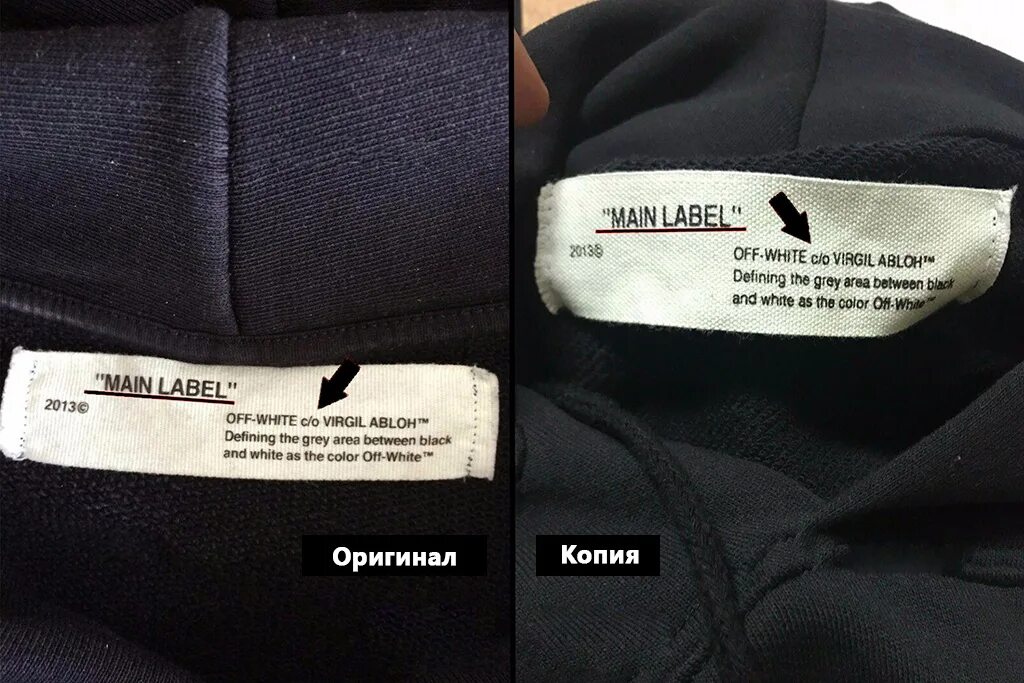 "MAIN LABEL"
2013©
OFF-WHITE c/o VIRGIL ABLOH™
Defining the grey area between black
and white as the color Off-White™
Оригинал
"MAIN LABEL"
2013©
OFF-WHITE c/o VIRGIL ABLOH™
Defining the grey area between black
and white as the color Off-White™
Копия